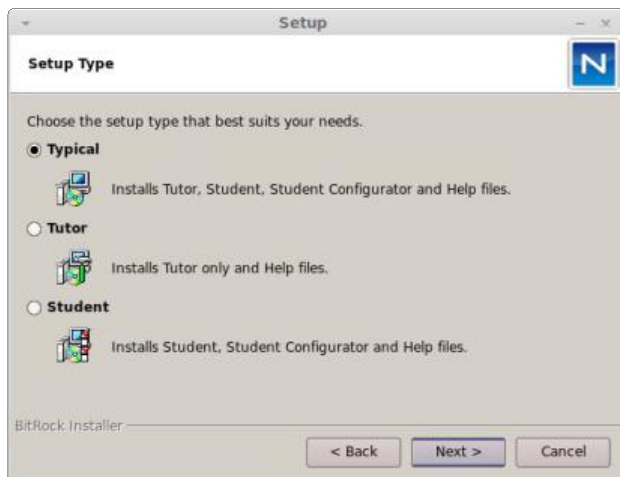 Setup
Setup Type
N
Choose the setup type that best suits your needs.
Typical
Installs Tutor, Student, Student Configurator and Help files.
Tutor
Installs Tutor only and Help files.
Student
Installs Student, Student Configurator and Help files.
BitRock Installer
< Back Next > Cancel